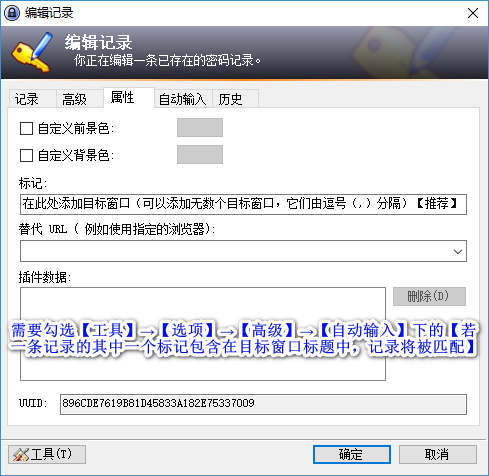 编辑记录
编辑记录
你正在编辑一条已存在的密码记录。
记录 高级 属性 自动输入 历史
自定义前景色:
自定义背景色:
标记:
在此处添加目标窗口（可以添加无数个目标窗口，它们由逗号（,）分隔）【推荐】
替代 URL ( 例如使用指定的浏览器):
插件数据:
删除(D)
需要勾选【工具】→【选项】→【高级】→【自动输入】下的【若
一条记录的其中一个标记包含在目标窗口标题中，记录将被匹配】
UUID: 896CDE7619B81D45833A182E75337009
工具(T) 确定 取消